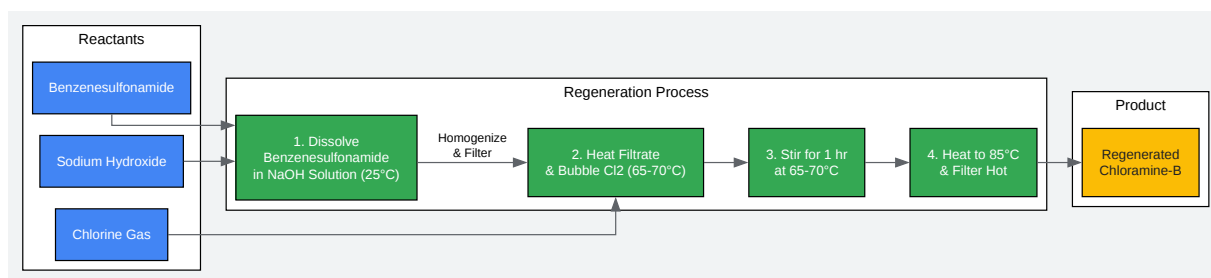 Reactants
Benzenesulfonamide
Sodium Hydroxide
Chlorine Gas
Regeneration Process
1. Dissolve
Benzenesulfonamide
in NaOH Solution (25°C)
Homogenize
& Filter
2. Heat Filtrate
& Bubble Cl2 (65-70°C)
3. Stir for 1 hr
at 65-70°C
4. Heat to 85°C
& Filter Hot
Product
Regenerated
Chloramine-B